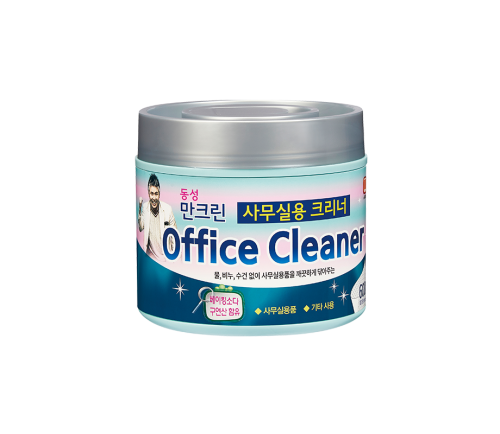 동성
만크린
사무실용 크리너
Office Cleaner
물, 비누, 수건 없이 사무실용품을 깨끗하게 닦아주는
베이킹소다
구연산 함유
◆ 사무실용품 ◆ 기타 사용